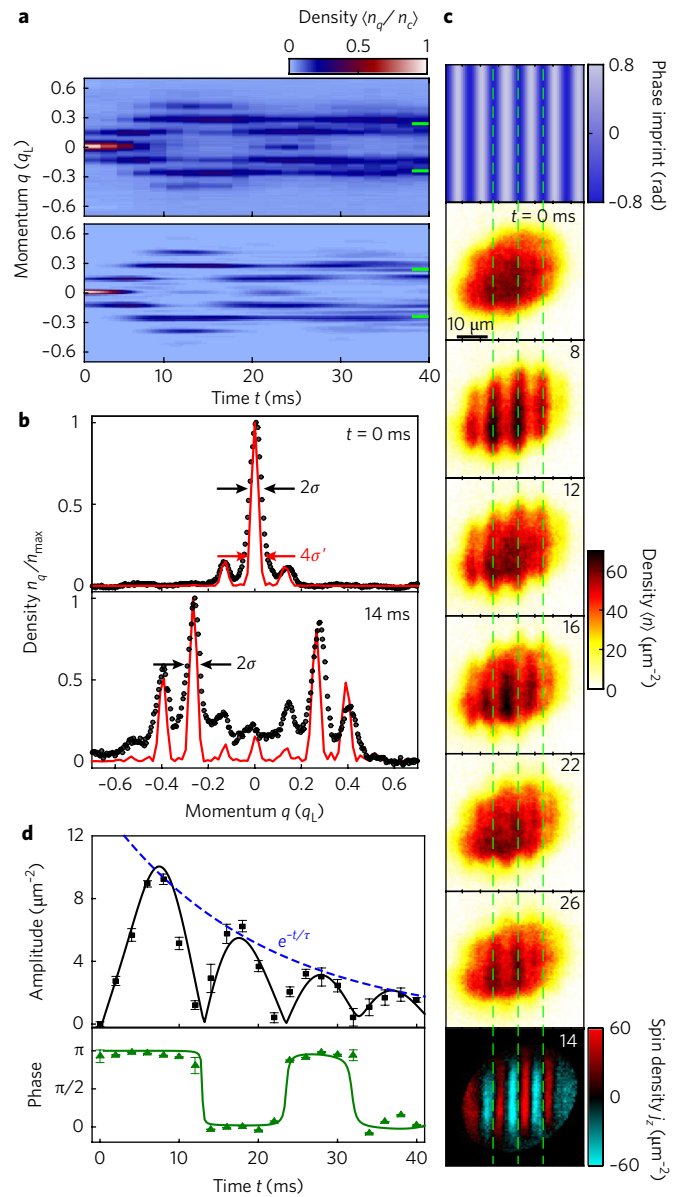 a
Density ⟨n_q / n_c⟩
0 0.5 1
Momentum q (q_L)
0.6
0.3
0
−0.3
−0.6
0.6
0.3
0
−0.3
−0.6
0 10 20 30 40
Time t (ms)
b
Density n_q/n_max
1
0.5
0
t = 0 ms
2σ
4σ'
1
0.5
0
14 ms
2σ
−0.6 −0.4 −0.2 0 0.2 0.4 0.6
Momentum q (q_L)
d
Amplitude (μm⁻²)
12
8
4
0
e^{−t/τ}
Phase
π
π/2
0
0 10 20 30 40
Time t (ms)
c
0.8
0
−0.8
Phase imprint (rad)
t = 0 ms
10 μm
8
12
16
22
26
60
40
20
0
Density ⟨n⟩ (μm⁻²)
14
60
0
−60
Spin density j_z (μm⁻²)